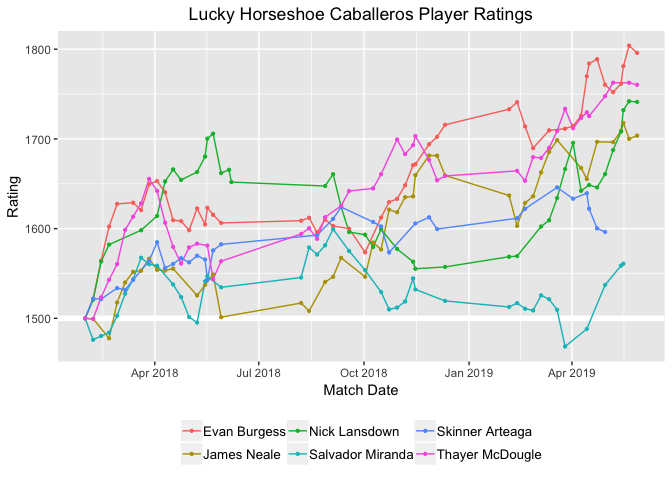 Lucky Horseshoe Caballeros Player Ratings
Rating
1800
1700
1600
1500
Apr 2018 Jul 2018 Oct 2018 Jan 2019 Apr 2019
Match Date
Evan Burgess Nick Lansdown Skinner Arteaga
James Neale Salvador Miranda Thayer McDougle